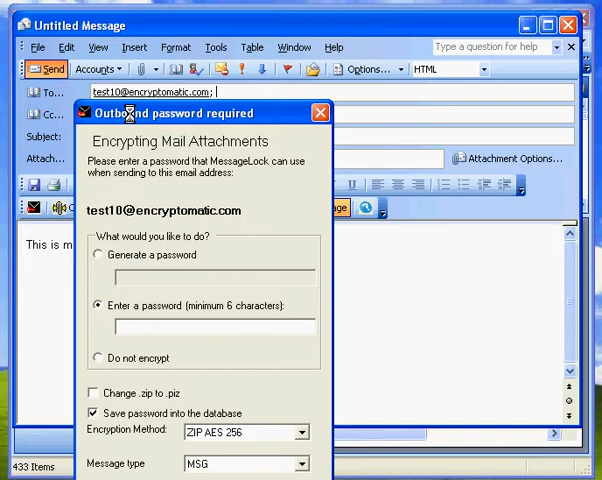 Untitled Message
File Edit View Insert Format Tools Table Window Help
Type a question for help
Send Accounts Options... HTML
To... test10@encryptomatic.com;
Cc...
Subject:
Attach... Attachment Options...
Outbound password required
Encrypting Mail Attachments
Please enter a password that MessageLock can use
when sending to this email address:
test10@encryptomatic.com
What would you like to do?
Generate a password
Enter a password (minimum 6 characters):
Do not encrypt
Change .zip to .piz
Save password into the database
Encryption Method: ZIP AES 256
Message type MSG
This is m
433 Items